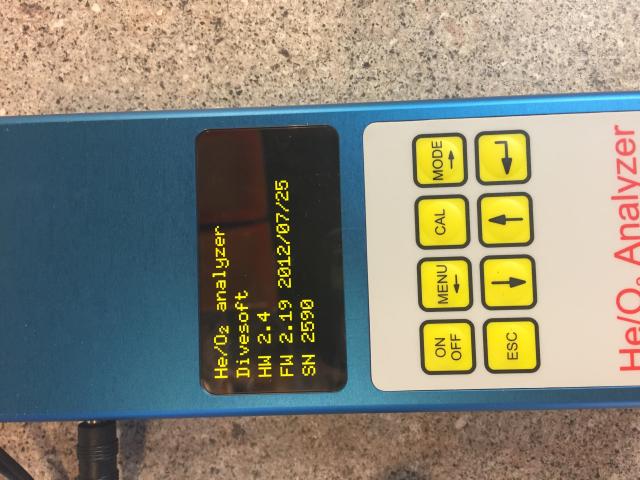 He/O₂ analyzer
Divesoft
HW 2.4
FW 2.19 2012/07/25
SN 2590
ON OFF
MENU ←
CAL
MODE →
ESC
↓
↑
↵
He/O₂ Analyzer